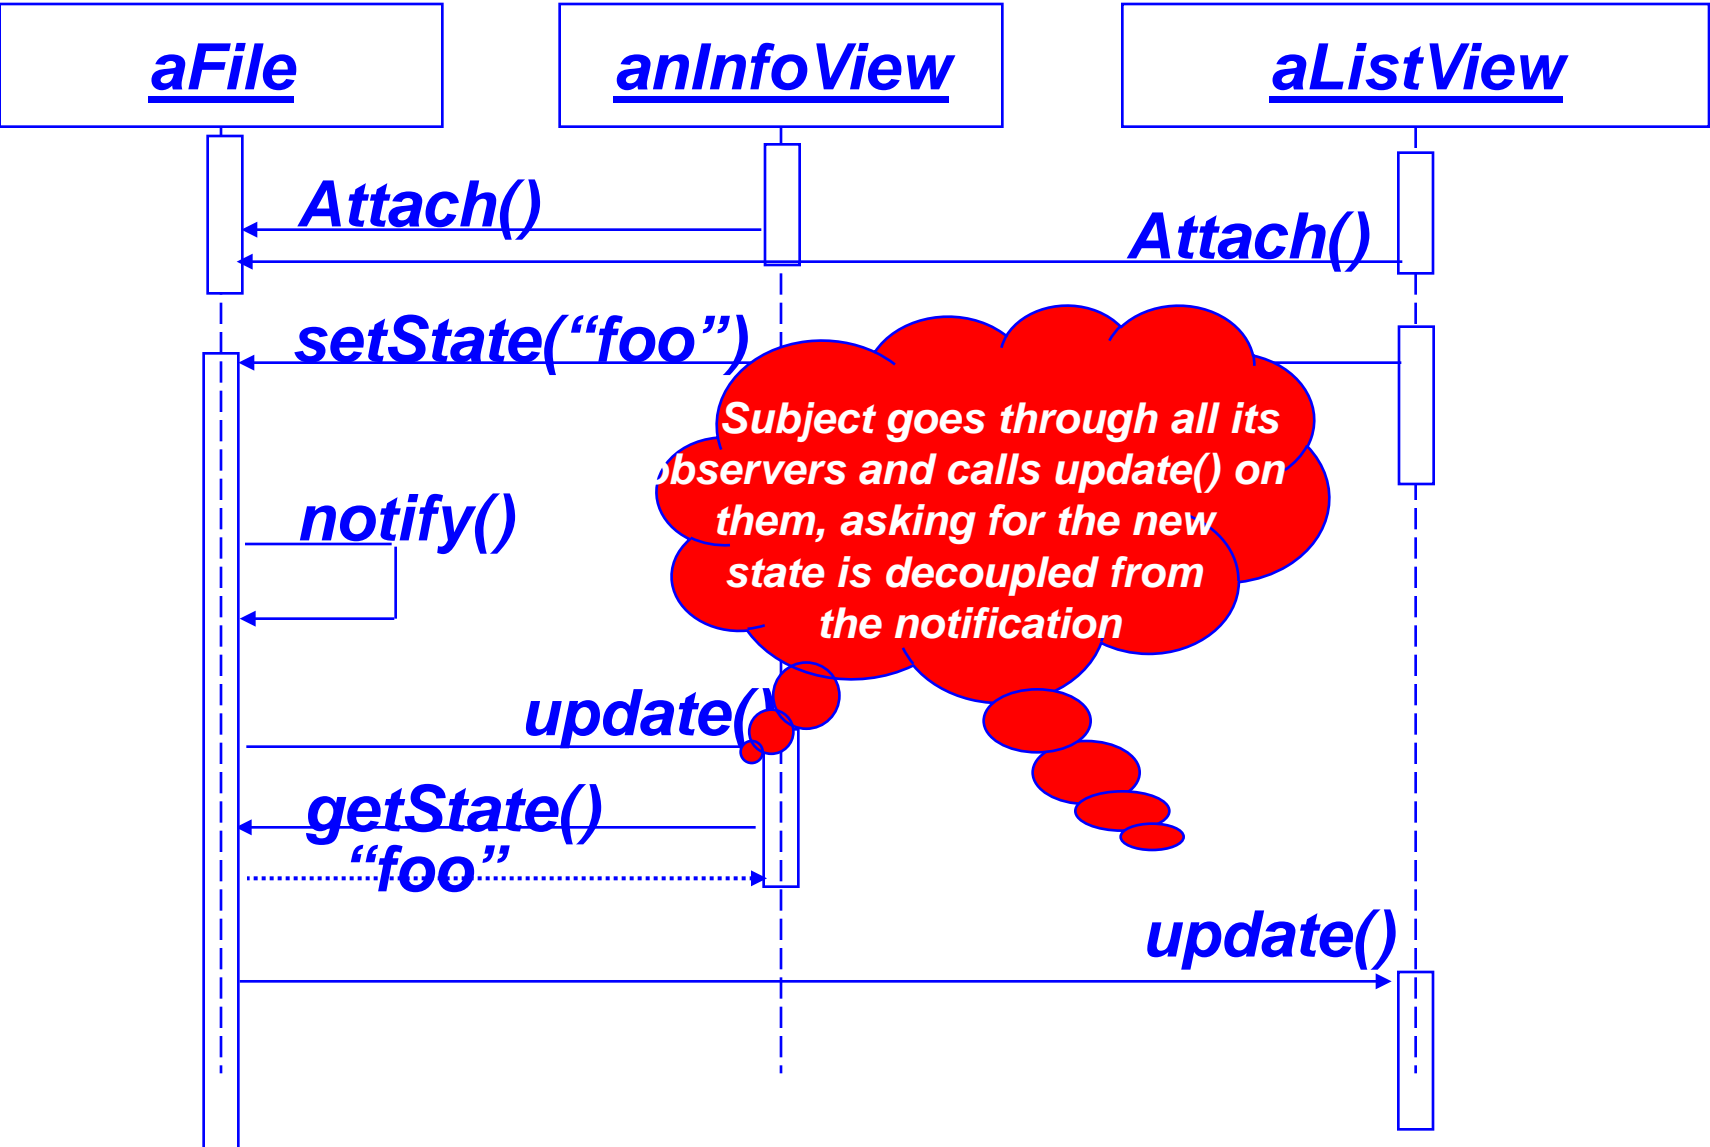 aFile
anInfoView
aListView
Attach()
Attach()
setState(“foo”)
Subject goes through all its
observers and calls update() on
them, asking for the new
state is decoupled from
the notification
notify()
update()
getState()
“foo”
update()